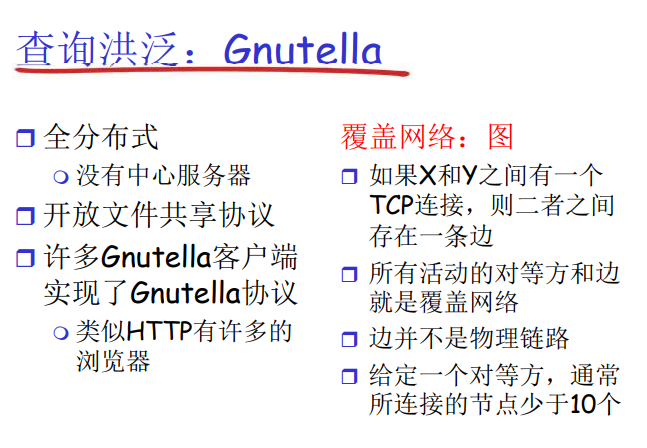 查询洪泛：Gnutella
全分布式
没有中心服务器
开放文件共享协议
许多Gnutella客户端
实现了Gnutella协议
类似HTTP有许多的
浏览器
覆盖网络：图
如果X和Y之间有一个
TCP连接，则二者之间
存在一条边
所有活动的对等方和边
就是覆盖网络
边并不是物理链路
给定一个对等方，通常
所连接的节点少于10个